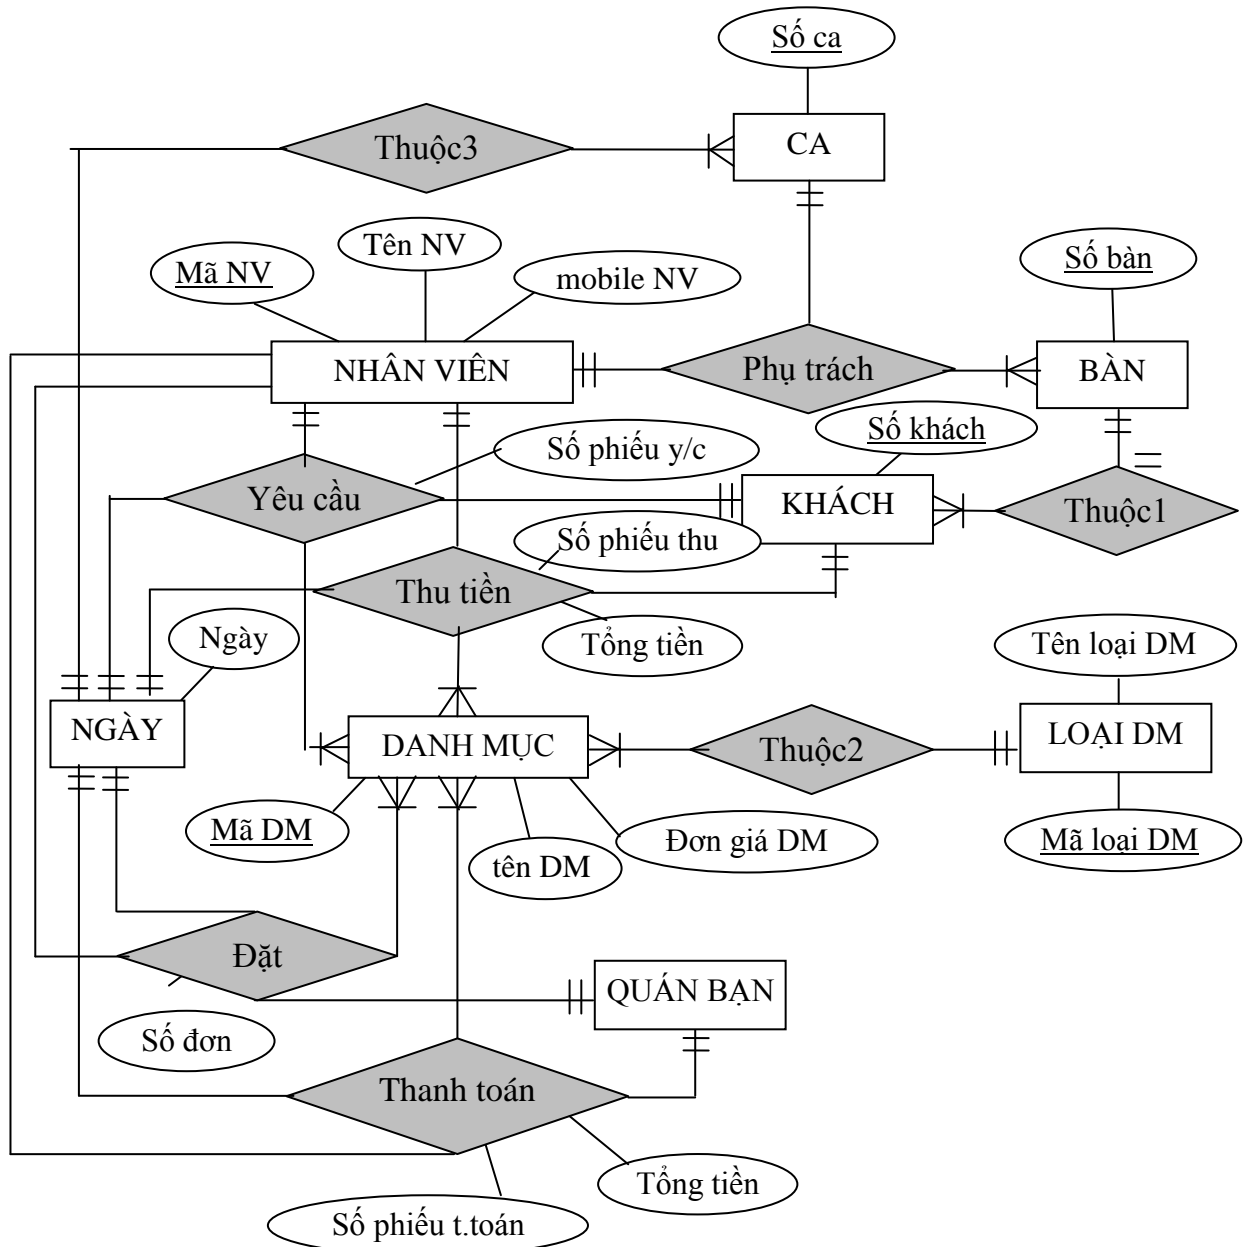 Số ca
CA
Thuộc3
Tên NV
Mã NV
mobile NV
Số bàn
NHÂN VIÊN
Phụ trách
BÀN
Số khách
Số phiếu y/c
Yêu cầu
KHÁCH
Thuộc1
Số phiếu thu
Thu tiền
Ngày
Tổng tiền
Tên loại DM
NGÀY
DANH MỤC
Thuộc2
LOẠI DM
Mã DM
tên DM
Đơn giá DM
Mã loại DM
Đặt
QUÁN BẠN
Số đơn
Thanh toán
Tổng tiền
Số phiếu t.toán